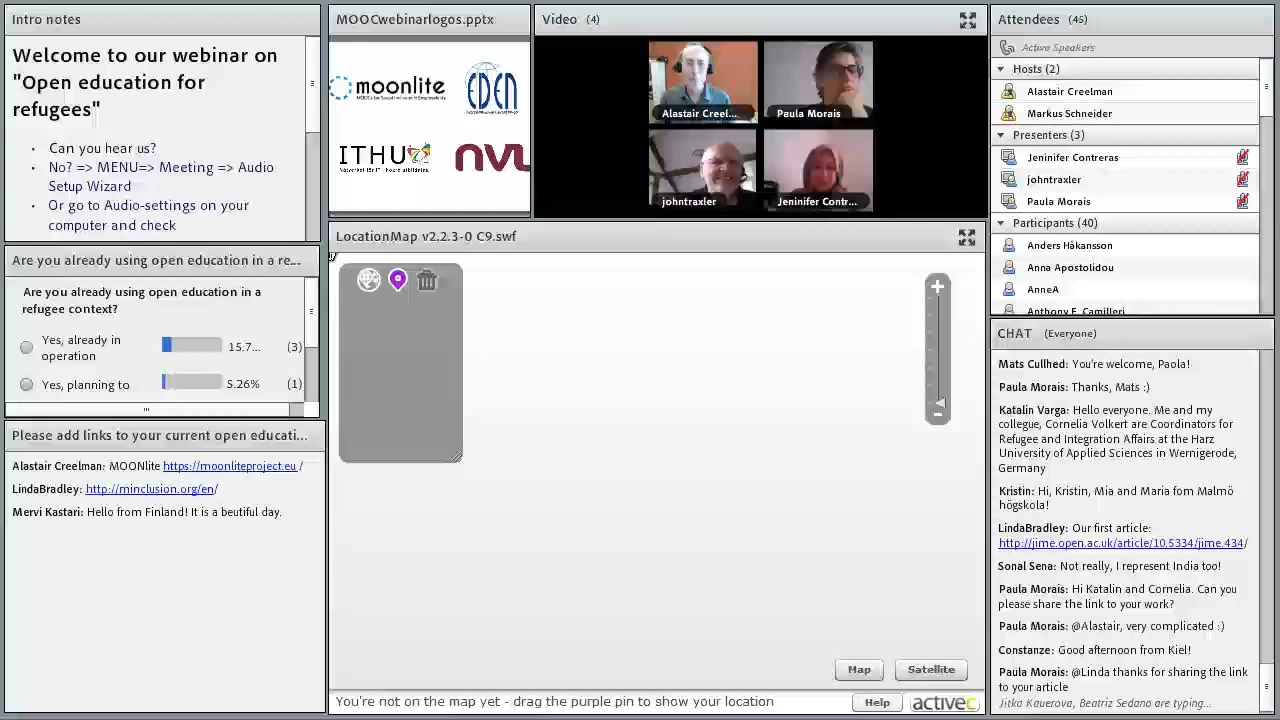 Intro notes
Welcome to our webinar on
"Open education for
refugees"
• Can you hear us?
• No? => MENU=> Meeting => Audio
Setup Wizard
• Or go to Audio-settings on your
computer and check
Are you already using open education in a re...
Are you already using open education in a
refugee context?
Yes, already in
operation
15.7... (3)
Yes, planning to 5.26% (1)
Please add links to your current open educati...
Alastair Creelman: MOONlite https://moonliteproject.eu /
LindaBradley: http://minclusion.org/en/
Mervi Kastari: Hello from Finland! It is a beutiful day.
MOOCwebinarlogos.pptx
moonlite
EDEN
ITHU
NVL
Video (4)
Alastair Creel...
Paula Morais
johntraxler
Jeninifer Contr...
LocationMap v2.2.3-0 C9.swf
+
-
Map
Satellite
You're not on the map yet - drag the purple pin to show your location
Help
activec
Attendees (45)
Active Speakers
Hosts (2)
Alastair Creelman
Markus Schneider
Presenters (3)
Jeninifer Contreras
johntraxler
Paula Morais
Participants (40)
Anders Håkansson
Anna Apostolidou
AnneA
Anthony F. Camilleri
CHAT (Everyone)
Mats Cullhed: You're welcome, Paola!
Paula Morais: Thanks, Mats :)
Katalin Varga: Hello everyone. Me and my
collegue, Cornelia Volkert are Coordinators for
Refugee and Integration Affairs at the Harz
University of Applied Sciences in Wernigerode,
Germany
Kristin: Hi, Kristin, Mia and Maria fom Malmö
högskola!
LindaBradley: Our first article:
http://jime.open.ac.uk/article/10.5334/jime.434/
Sonal Sena: Not really, I represent India too!
Paula Morais: Hi Katalin and Cornelia. Can you
please share the link to your work?
Paula Morais: @Alastair, very complicated :)
Constanze: Good afternoon from Kiel!
Paula Morais: @Linda thanks for sharing the link
to your article
Jitka Kauerova, Beatriz Sedano are typing...